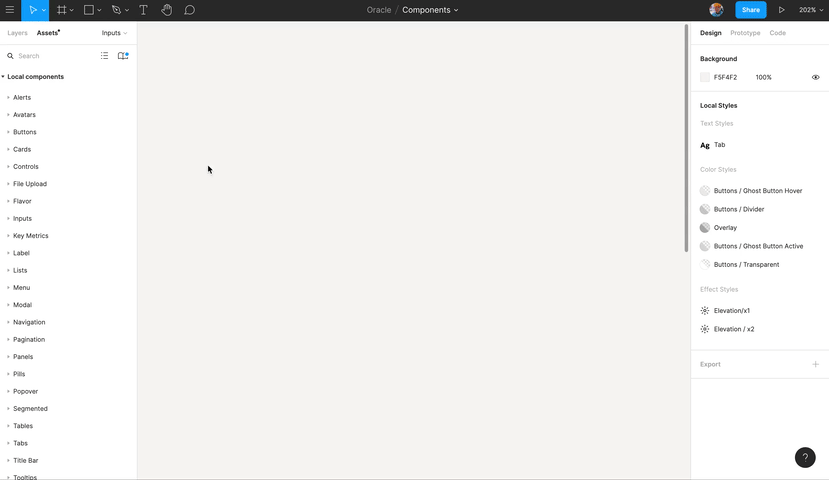 Oracle / Components
Share
202%
Layers
Assets
Inputs
Search
Local components
Alerts
Avatars
Buttons
Cards
Controls
File Upload
Flavor
Inputs
Key Metrics
Label
Lists
Menu
Modal
Navigation
Pagination
Panels
Pills
Popover
Segmented
Tables
Tabs
Title Bar
Tooltips
Design
Prototype
Code
Background
F5F4F2
100%
Local Styles
Text Styles
Ag
Tab
Color Styles
Buttons / Ghost Button Hover
Buttons / Divider
Overlay
Buttons / Ghost Button Active
Buttons / Transparent
Effect Styles
Elevation/x1
Elevation / x2
Export
?